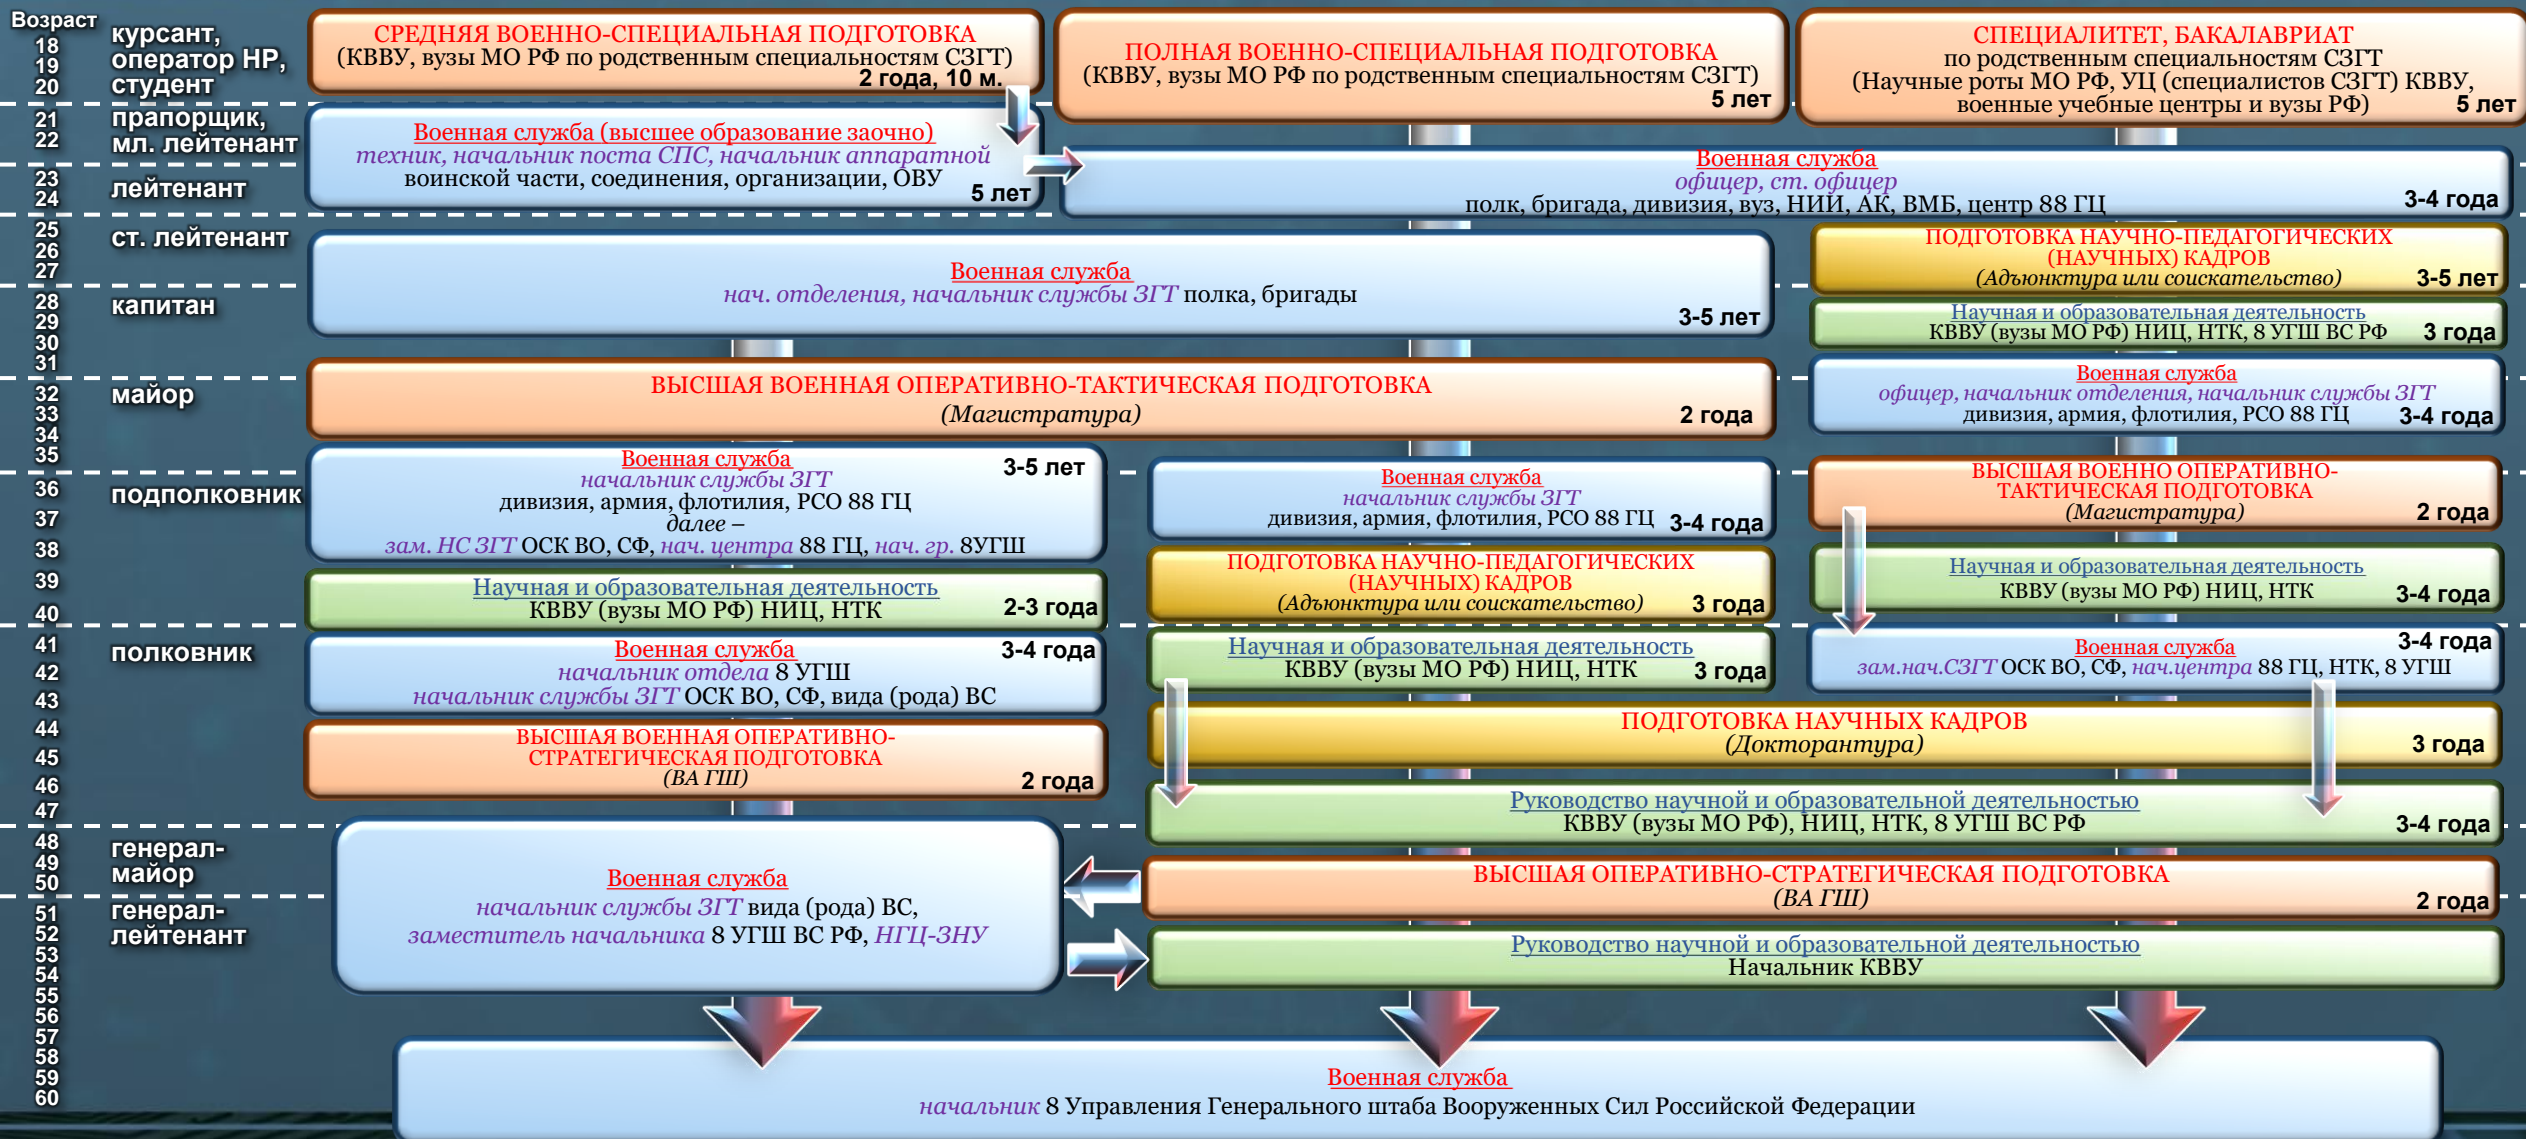 Возраст
18
19
20
21
22
23
24
25
26
27
28
29
30
31
32
33
34
35
36
37
38
39
40
41
42
43
44
45
46
47
48
49
50
51
52
53
54
55
56
57
58
59
60
курсант,
оператор НР,
студент
прапорщик,
мл. лейтенант
лейтенант
ст. лейтенант
капитан
майор
подполковник
полковник
генерал-
майор
генерал-
лейтенант
СРЕДНЯЯ ВОЕННО-СПЕЦИАЛЬНАЯ ПОДГОТОВКА
(КВВУ, вузы МО РФ по родственным специальностям СЗГТ)
2 года, 10 м.
ПОЛНАЯ ВОЕННО-СПЕЦИАЛЬНАЯ ПОДГОТОВКА
(КВВУ, вузы МО РФ по родственным специальностям СЗГТ)
5 лет
СПЕЦИАЛИТЕТ, БАКАЛАВРИАТ
по родственным специальностям СЗГТ
(Научные роты МО РФ, УЦ (специалистов СЗГТ) КВВУ,
военные учебные центры и вузы РФ) 5 лет
Военная служба (высшее образование заочно)
техник, начальник поста СПС, начальник аппаратной
воинской части, соединения, организации, ОВУ
5 лет
Военная служба
офицер, ст. офицер
полк, бригада, дивизия, вуз, НИИ, АК, ВМБ, центр 88 ГЦ
3-4 года
Военная служба
нач. отделения, начальник службы ЗГТ полка, бригады
3-5 лет
ПОДГОТОВКА НАУЧНО-ПЕДАГОГИЧЕСКИХ
(НАУЧНЫХ) КАДРОВ
(Адъюнктура или соискательство) 3-5 лет
Научная и образовательная деятельность
КВВУ (вузы МО РФ) НИЦ, НТК, 8 УГШ ВС РФ 3 года
ВЫСШАЯ ВОЕННАЯ ОПЕРАТИВНО-ТАКТИЧЕСКАЯ ПОДГОТОВКА
(Магистратура) 2 года
Военная служба
офицер, начальник отделения, начальник службы ЗГТ
дивизия, армия, флотилия, РСО 88 ГЦ 3-4 года
Военная служба 3-5 лет
начальник службы ЗГТ
дивизия, армия, флотилия, РСО 88 ГЦ
далее –
зам. НС ЗГТ ОСК ВО, СФ, нач. центра 88 ГЦ, нач. гр. 8УГШ
Военная служба
начальник службы ЗГТ
дивизия, армия, флотилия, РСО 88 ГЦ 3-4 года
ВЫСШАЯ ВОЕННО ОПЕРАТИВНО-
ТАКТИЧЕСКАЯ ПОДГОТОВКА
(Магистратура) 2 года
Научная и образовательная деятельность
КВВУ (вузы МО РФ) НИЦ, НТК 2-3 года
ПОДГОТОВКА НАУЧНО-ПЕДАГОГИЧЕСКИХ
(НАУЧНЫХ) КАДРОВ
(Адъюнктура или соискательство) 3 года
Научная и образовательная деятельность
КВВУ (вузы МО РФ) НИЦ, НТК 3-4 года
Военная служба 3-4 года
начальник отдела 8 УГШ
начальник службы ЗГТ ОСК ВО, СФ, вида (рода) ВС
Научная и образовательная деятельность
КВВУ (вузы МО РФ) НИЦ, НТК 3 года
Военная служба 3-4 года
зам.нач.СЗГТ ОСК ВО, СФ, нач.центра 88 ГЦ, НТК, 8 УГШ
ВЫСШАЯ ВОЕННАЯ ОПЕРАТИВНО-
СТРАТЕГИЧЕСКАЯ ПОДГОТОВКА
(ВА ГШ) 2 года
ПОДГОТОВКА НАУЧНЫХ КАДРОВ
(Докторантура) 3 года
Руководство научной и образовательной деятельностью
КВВУ (вузы МО РФ), НИЦ, НТК, 8 УГШ ВС РФ 3-4 года
Военная служба
начальник службы ЗГТ вида (рода) ВС,
заместитель начальника 8 УГШ ВС РФ, НГЦ-ЗНУ
ВЫСШАЯ ОПЕРАТИВНО-СТРАТЕГИЧЕСКАЯ ПОДГОТОВКА
(ВА ГШ) 2 года
Руководство научной и образовательной деятельностью
Начальник КВВУ
Военная служба
начальник 8 Управления Генерального штаба Вооруженных Сил Российской Федерации